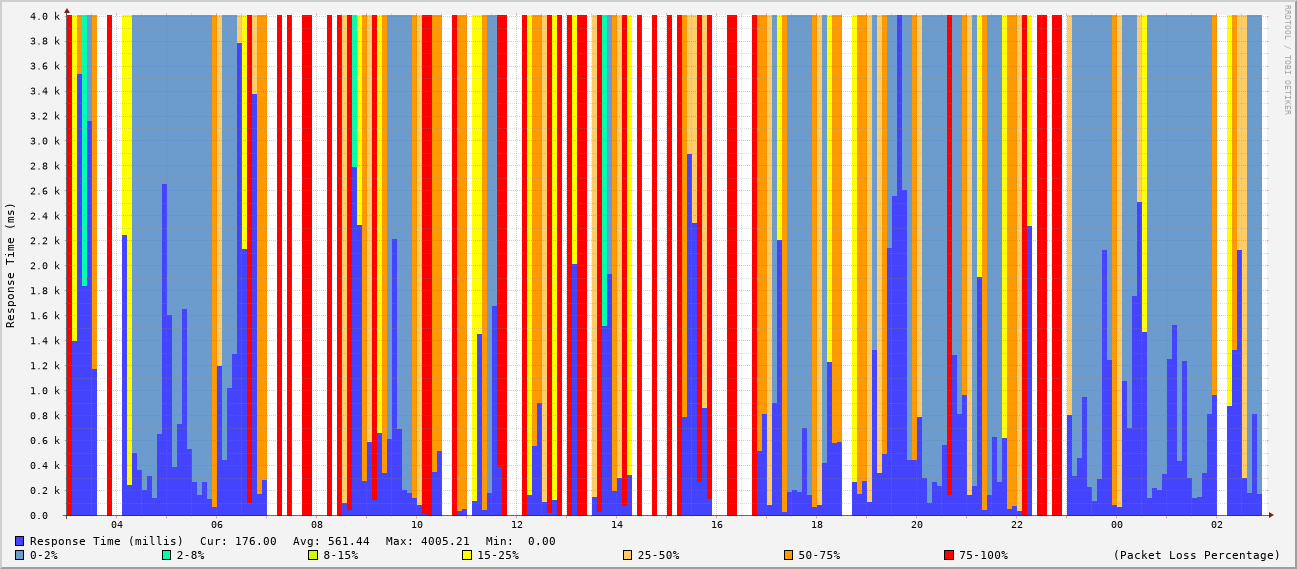 4.0 k
3.8 k
3.6 k
3.4 k
3.2 k
3.0 k
2.8 k
2.6 k
2.4 k
2.2 k
2.0 k
1.8 k
1.6 k
1.4 k
1.2 k
1.0 k
0.8 k
0.6 k
0.4 k
0.2 k
0.0
Response Time (ms)
RRDTOOL / TOBI OETIKER
04 06 08 10 12 14 16 18 20 22 00 02
Response Time (millis) Cur: 176.00 Avg: 561.44 Max: 4005.21 Min: 0.00
0-2% 2-8% 8-15% 15-25% 25-50% 50-75% 75-100% (Packet Loss Percentage)